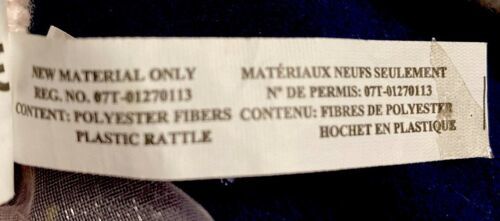 NEW MATERIAL ONLY
REG. NO. 07T-01270113
CONTENT: POLYESTER FIBERS
PLASTIC RATTLE
MATÉRIAUX NEUFS SEULEMENT
N° DE PERMIS: 07T-01270113
CONTENU: FIBRES DE POLYESTER
HOCHET EN PLASTIQUE